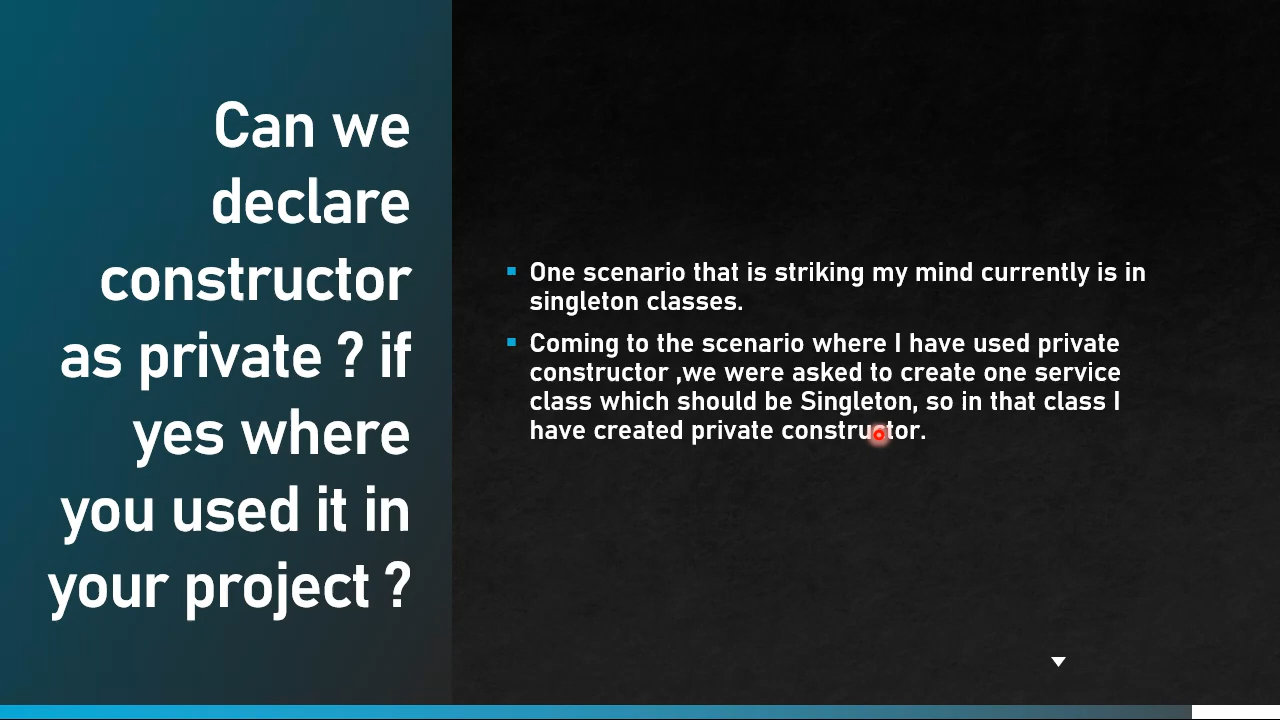 Can we
declare
constructor
as private ? if
yes where
you used it in
your project ?
One scenario that is striking my mind currently is in
singleton classes.
Coming to the scenario where I have used private
constructor ,we were asked to create one service
class which should be Singleton, so in that class I
have created private constructor.